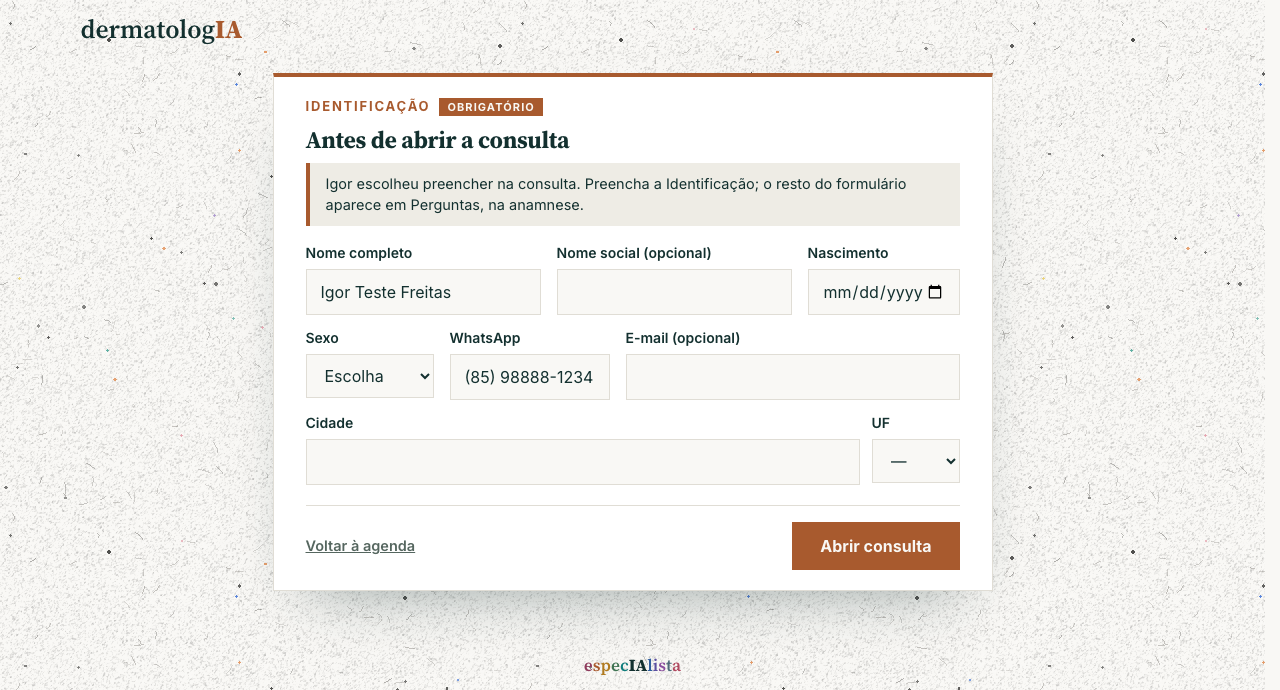 dermatologIA
IDENTIFICAÇÃO OBRIGATÓRIO
Antes de abrir a consulta
Igor escolheu preencher na consulta. Preencha a Identificação; o resto do formulário
aparece em Perguntas, na anamnese.
Nome completo Nome social (opcional) Nascimento
Igor Teste Freitas mm/dd/yyyy
Sexo WhatsApp E-mail (opcional)
Escolha (85) 98888-1234
Cidade UF
—
Voltar à agenda Abrir consulta
especIAlista